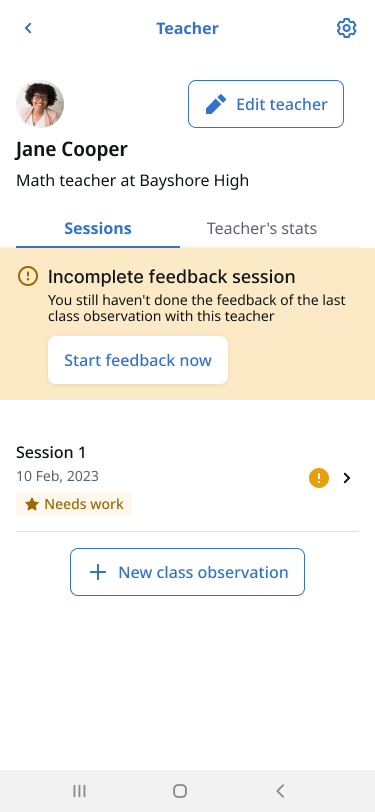 Teacher
Edit teacher
Jane Cooper
Math teacher at Bayshore High
Sessions
Teacher's stats
Incomplete feedback session
You still haven't done the feedback of the last
class observation with this teacher
Start feedback now
Session 1
10 Feb, 2023
Needs work
New class observation